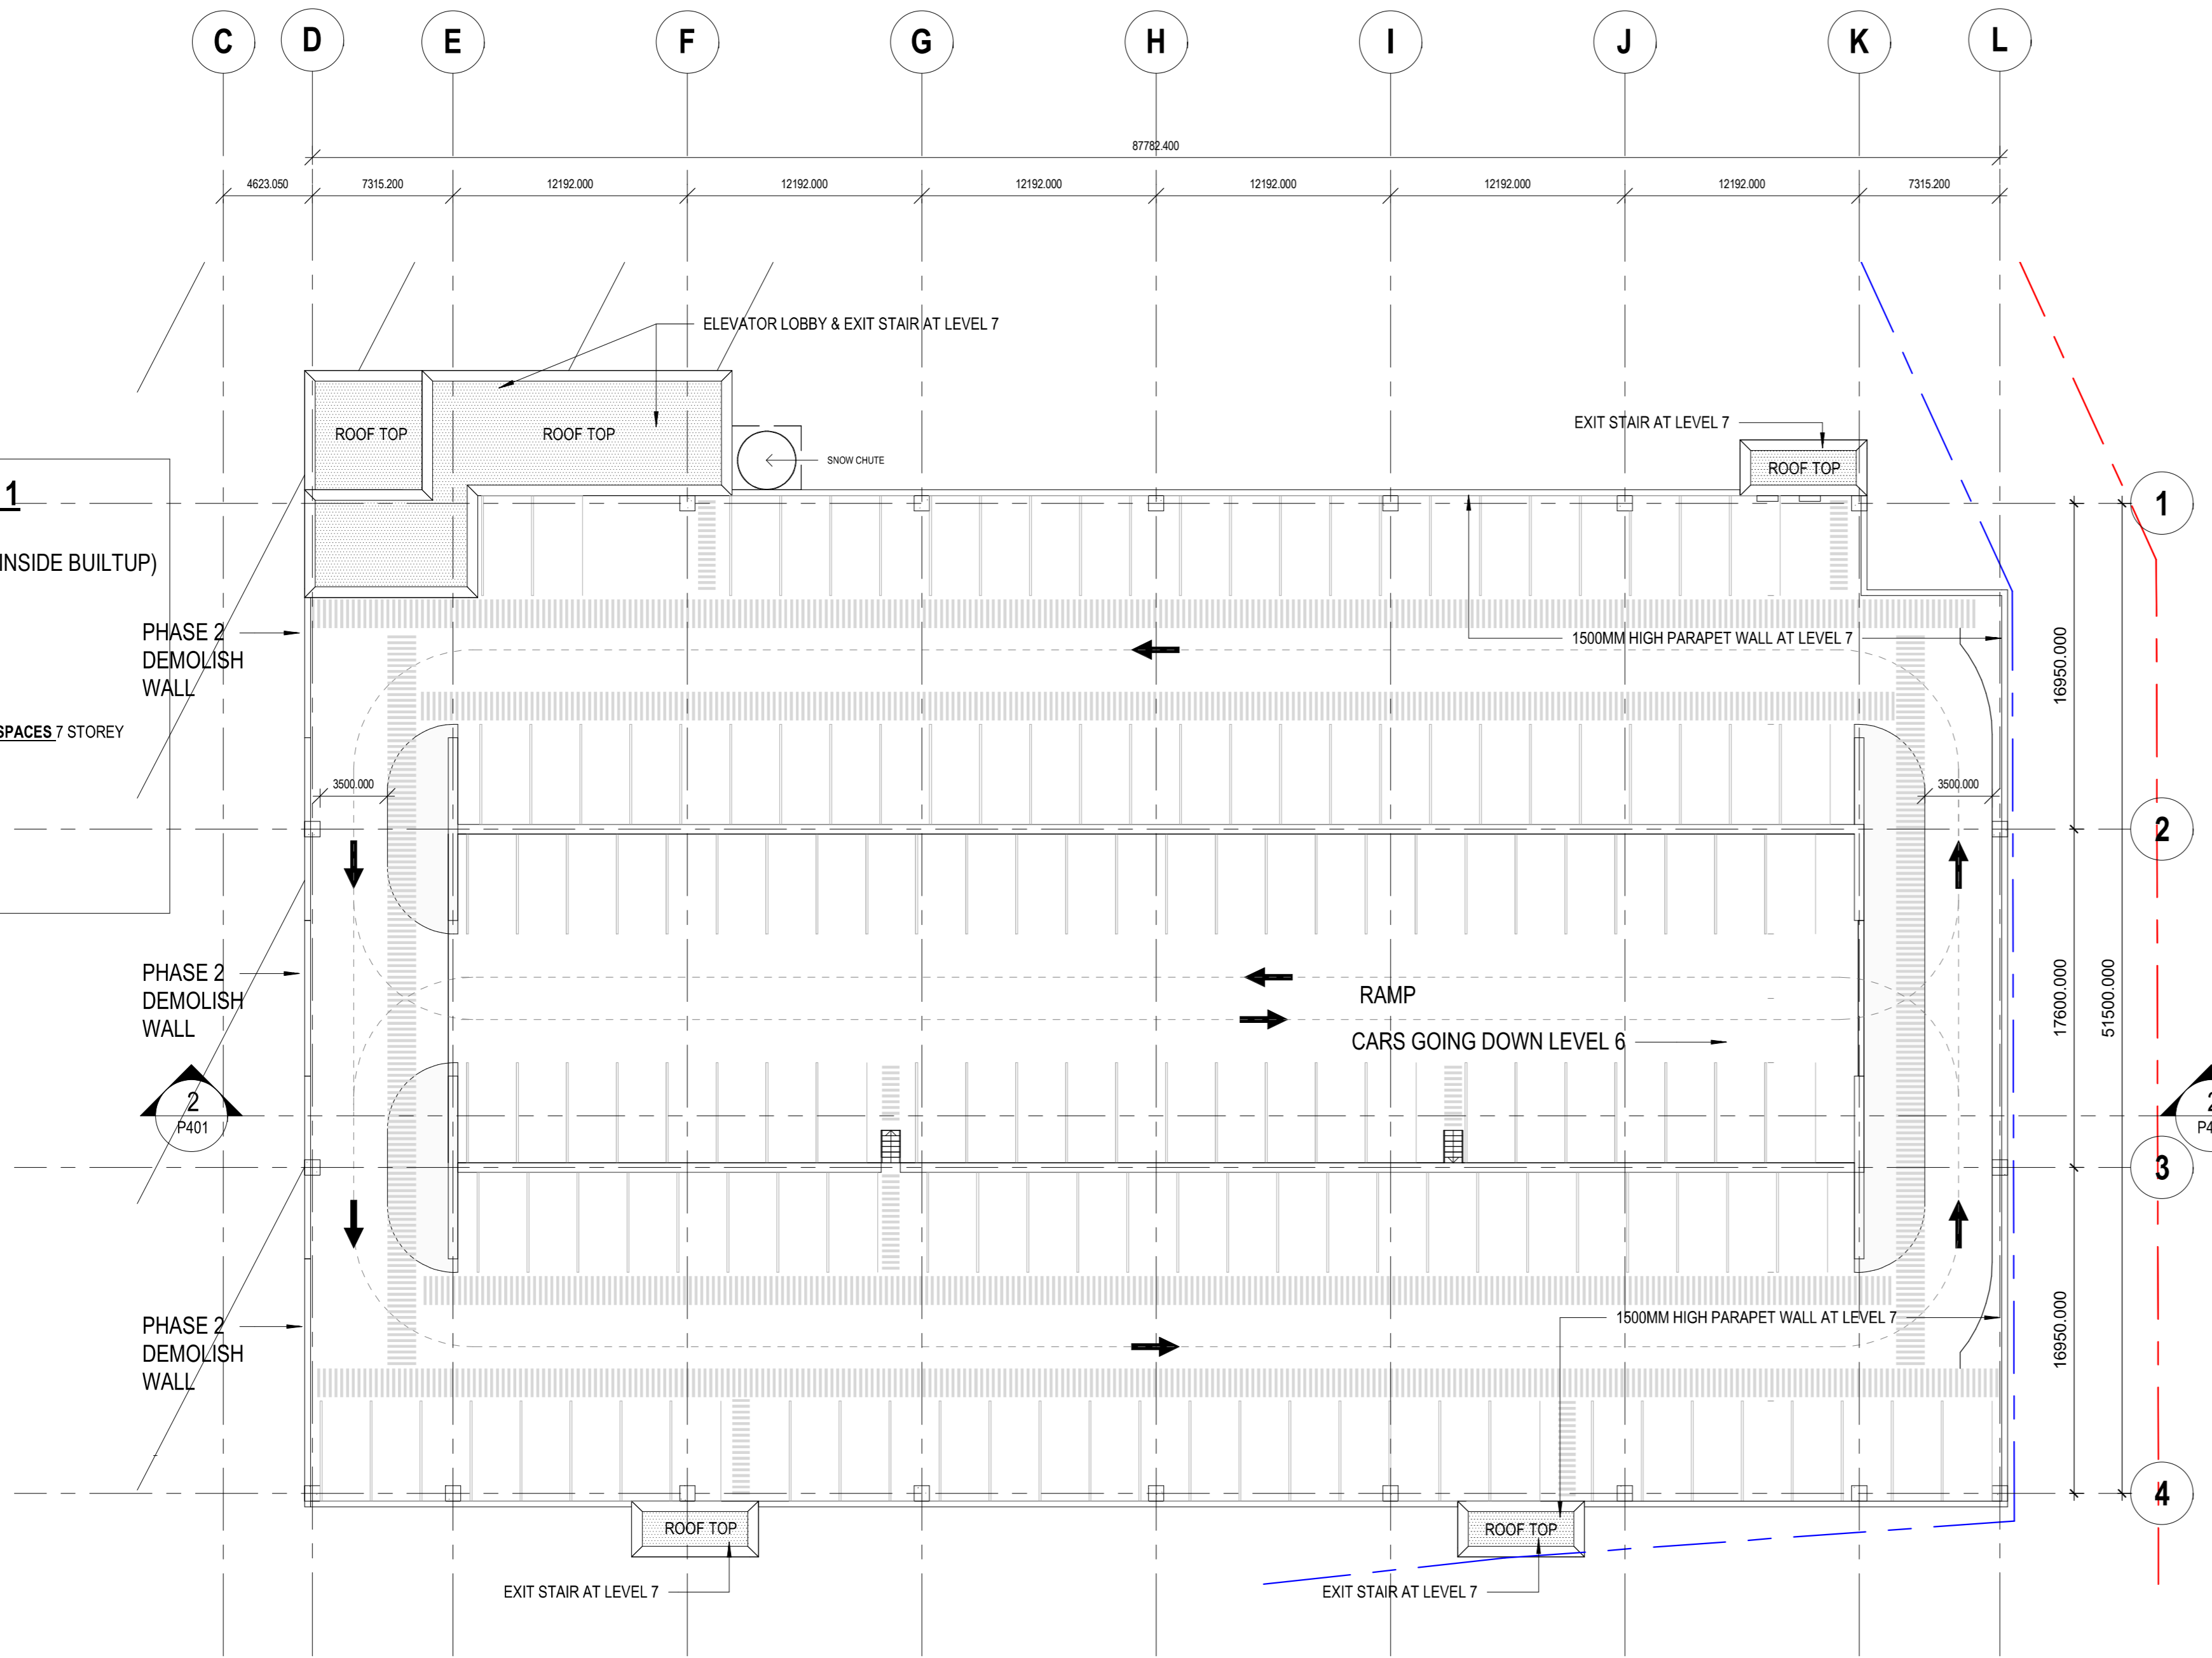 C D E F G H I J K L
87782.400
4623.050 7315.200 12192.000 12192.000 12192.000 12192.000 12192.000 12192.000 7315.200
ELEVATOR LOBBY & EXIT STAIR AT LEVEL 7
EXIT STAIR AT LEVEL 7
ROOF TOP
ROOF TOP
SNOW CHUTE
ROOF TOP
1
1
INSIDE BUILTUP)
PHASE 2
DEMOLISH
WALL
1500MM HIGH PARAPET WALL AT LEVEL 7
16950.000
SPACES 7 STOREY
3500.000
3500.000
2
PHASE 2
DEMOLISH
WALL
RAMP
CARS GOING DOWN LEVEL 6
17600.000
51500.000
2
P401
3
PHASE 2
DEMOLISH
WALL
1500MM HIGH PARAPET WALL AT LEVEL 7
16950.000
4
ROOF TOP
ROOF TOP
EXIT STAIR AT LEVEL 7
EXIT STAIR AT LEVEL 7